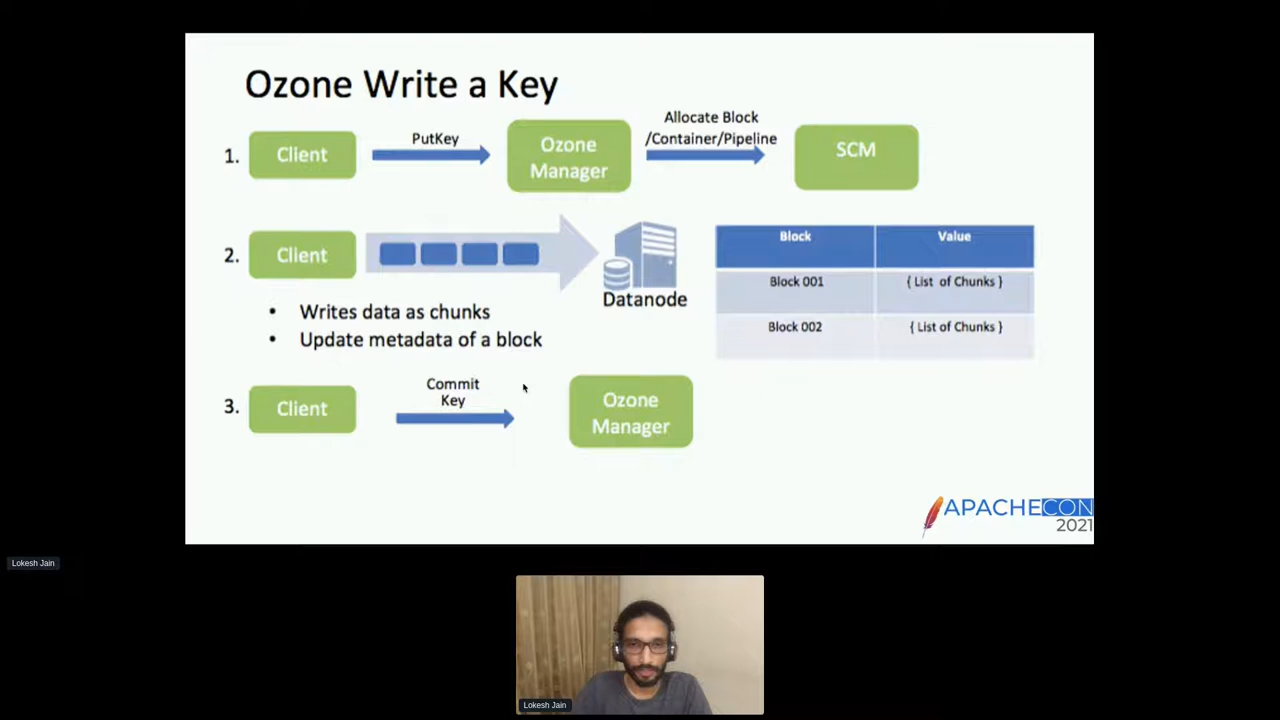 Ozone Write a Key
1.
Client
PutKey
Ozone
Manager
Allocate Block
/Container/Pipeline
SCM
2.
Client
Datanode
• Writes data as chunks
• Update metadata of a block
Block Value
Block 001 { List of Chunks }
Block 002 { List of Chunks }
3.
Client
Commit
Key
Ozone
Manager
APACHECON
2021
Lokesh Jain
Lokesh Jain